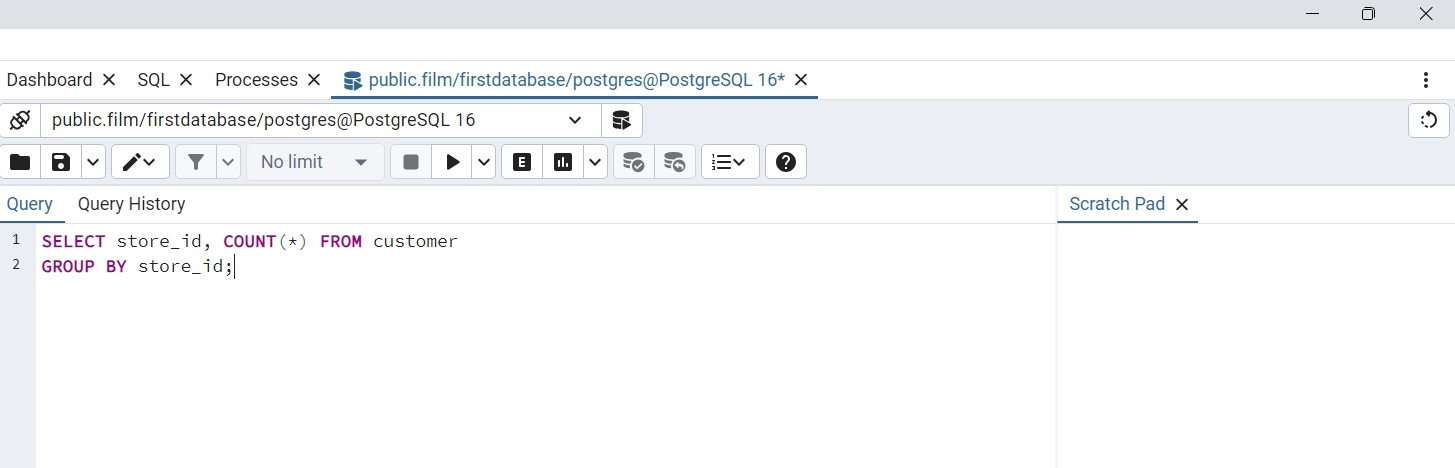 Dashboard SQL Processes public.film/firstdatabase/postgres@PostgreSQL 16*
public.film/firstdatabase/postgres@PostgreSQL 16
No limit E
Query Query History Scratch Pad
1 SELECT store_id, COUNT(*) FROM customer
2 GROUP BY store_id;